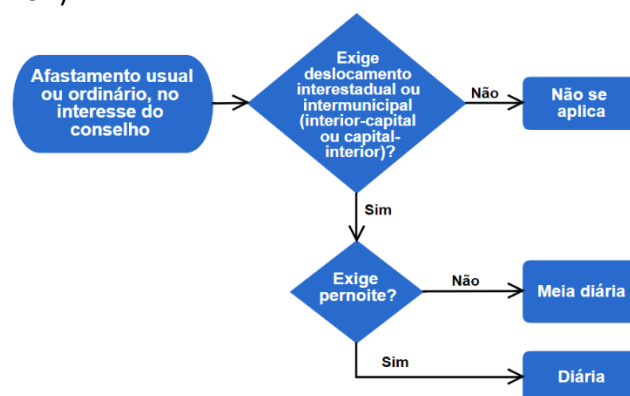 Afastamento usual
ou ordinário, no
interesse do
conselho
Exige
deslocamento
interestadual ou
intermunicipal
(interior-capital
ou capital-
interior)?
Não
Não se
aplica
Sim
Exige
pernoite?
Não
Meia diária
Sim
Diária